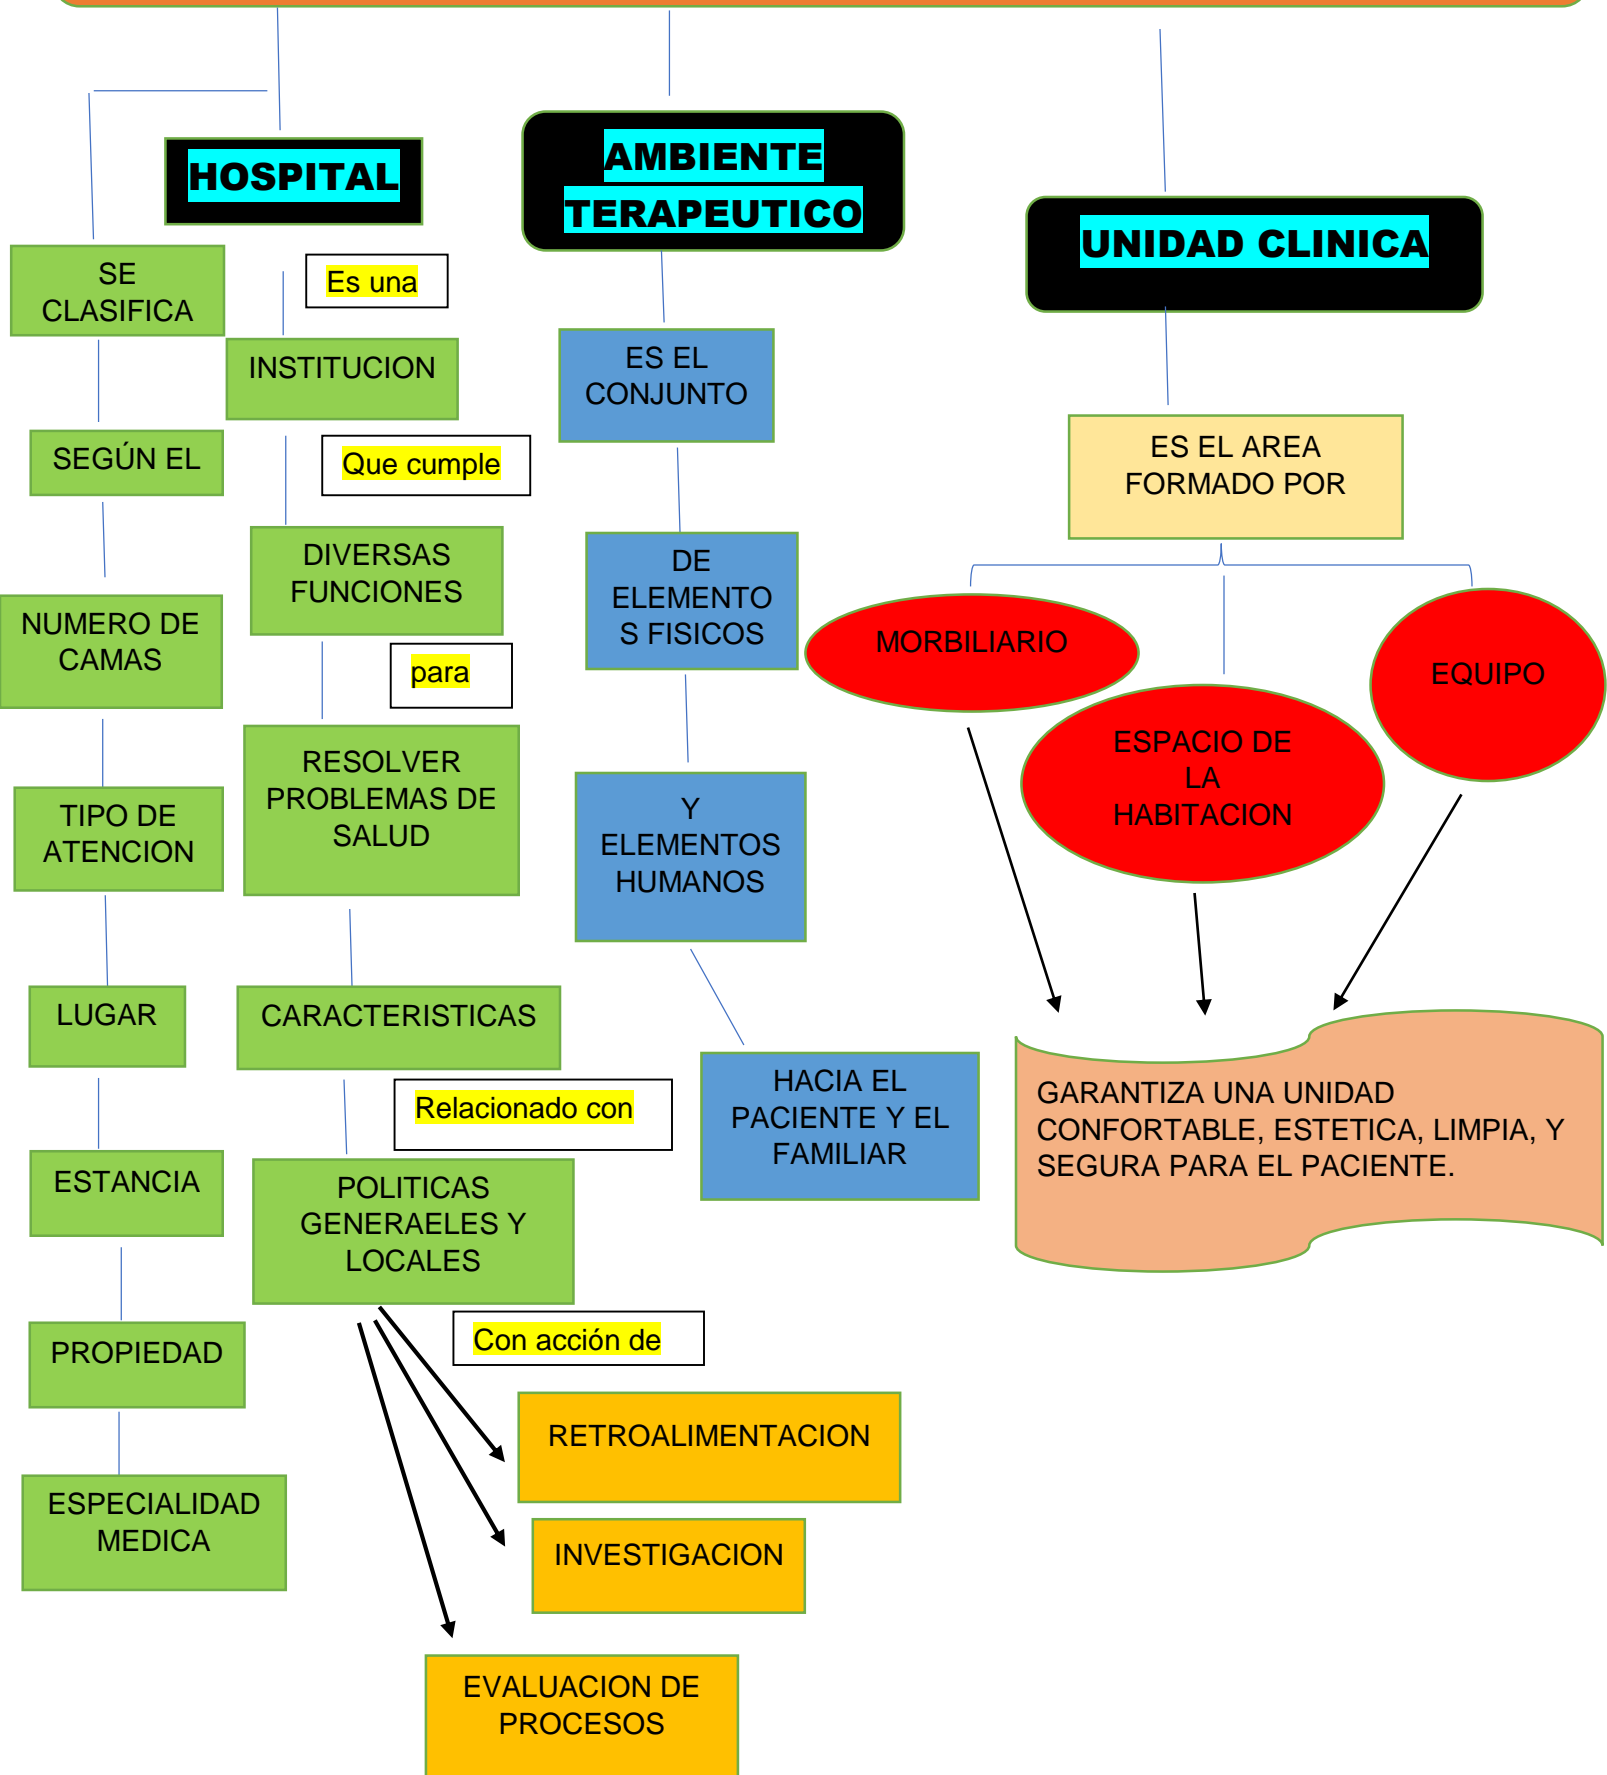 HOSPITAL
SE
CLASIFICA
SEGÚN EL
NUMERO DE
CAMAS
TIPO DE
ATENCION
LUGAR
ESTANCIA
PROPIEDAD
ESPECIALIDAD
MEDICA
Es una
INSTITUCION
Que cumple
DIVERSAS
FUNCIONES
para
RESOLVER
PROBLEMAS DE
SALUD
CARACTERISTICAS
Relacionado con
POLITICAS
GENERAELES Y
LOCALES
Con acción de
RETROALIMENTACION
INVESTIGACION
EVALUACION DE
PROCESOS
AMBIENTE
TERAPEUTICO
ES EL
CONJUNTO
DE
ELEMENTO
S FISICOS
Y
ELEMENTOS
HUMANOS
HACIA EL
PACIENTE Y EL
FAMILIAR
UNIDAD CLINICA
ES EL AREA
FORMADO POR
MORBILIARIO
ESPACIO DE
LA
HABITACION
EQUIPO
GARANTIZA UNA UNIDAD
CONFORTABLE, ESTETICA, LIMPIA, Y
SEGURA PARA EL PACIENTE.